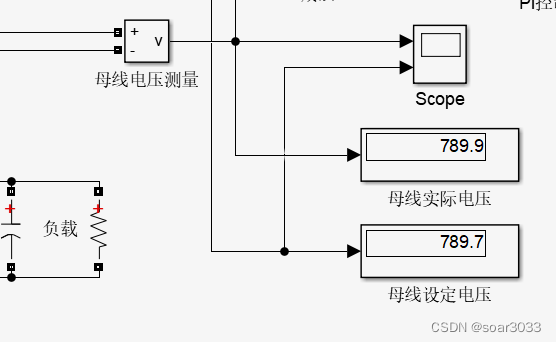 PI控
+
-
v
母线电压测量
Scope
789.9
母线实际电压
+
负载
+
789.7
母线设定电压
CSDN @soar3033